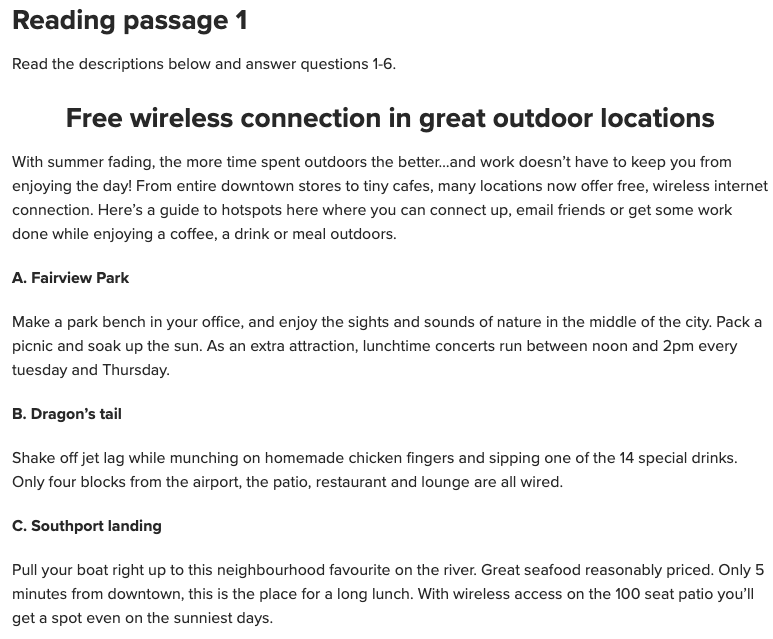 Reading passage 1
Read the descriptions below and answer questions 1-6.
Free wireless connection in great outdoor locations
With summer fading, the more time spent outdoors the better...and work doesn't have to keep you from
enjoying the day! From entire downtown stores to tiny cafes, many locations now offer free, wireless internet
connection. Here's a guide to hotspots here where you can connect up, email friends or get some work
done while enjoying a coffee, a drink or meal outdoors.
A. Fairview Park
Make a park bench in your office, and enjoy the sights and sounds of nature in the middle of the city. Pack a
picnic and soak up the sun. As an extra attraction, lunchtime concerts run between noon and 2pm every
tuesday and Thursday.
B. Dragon's tail
Shake off jet lag while munching on homemade chicken fingers and sipping one of the 14 special drinks.
Only four blocks from the airport, the patio, restaurant and lounge are all wired.
C. Southport landing
Pull your boat right up to this neighbourhood favourite on the river. Great seafood reasonably priced. Only 5
minutes from downtown, this is the place for a long lunch. With wireless access on the 100 seat patio you'll
get a spot even on the sunniest days.